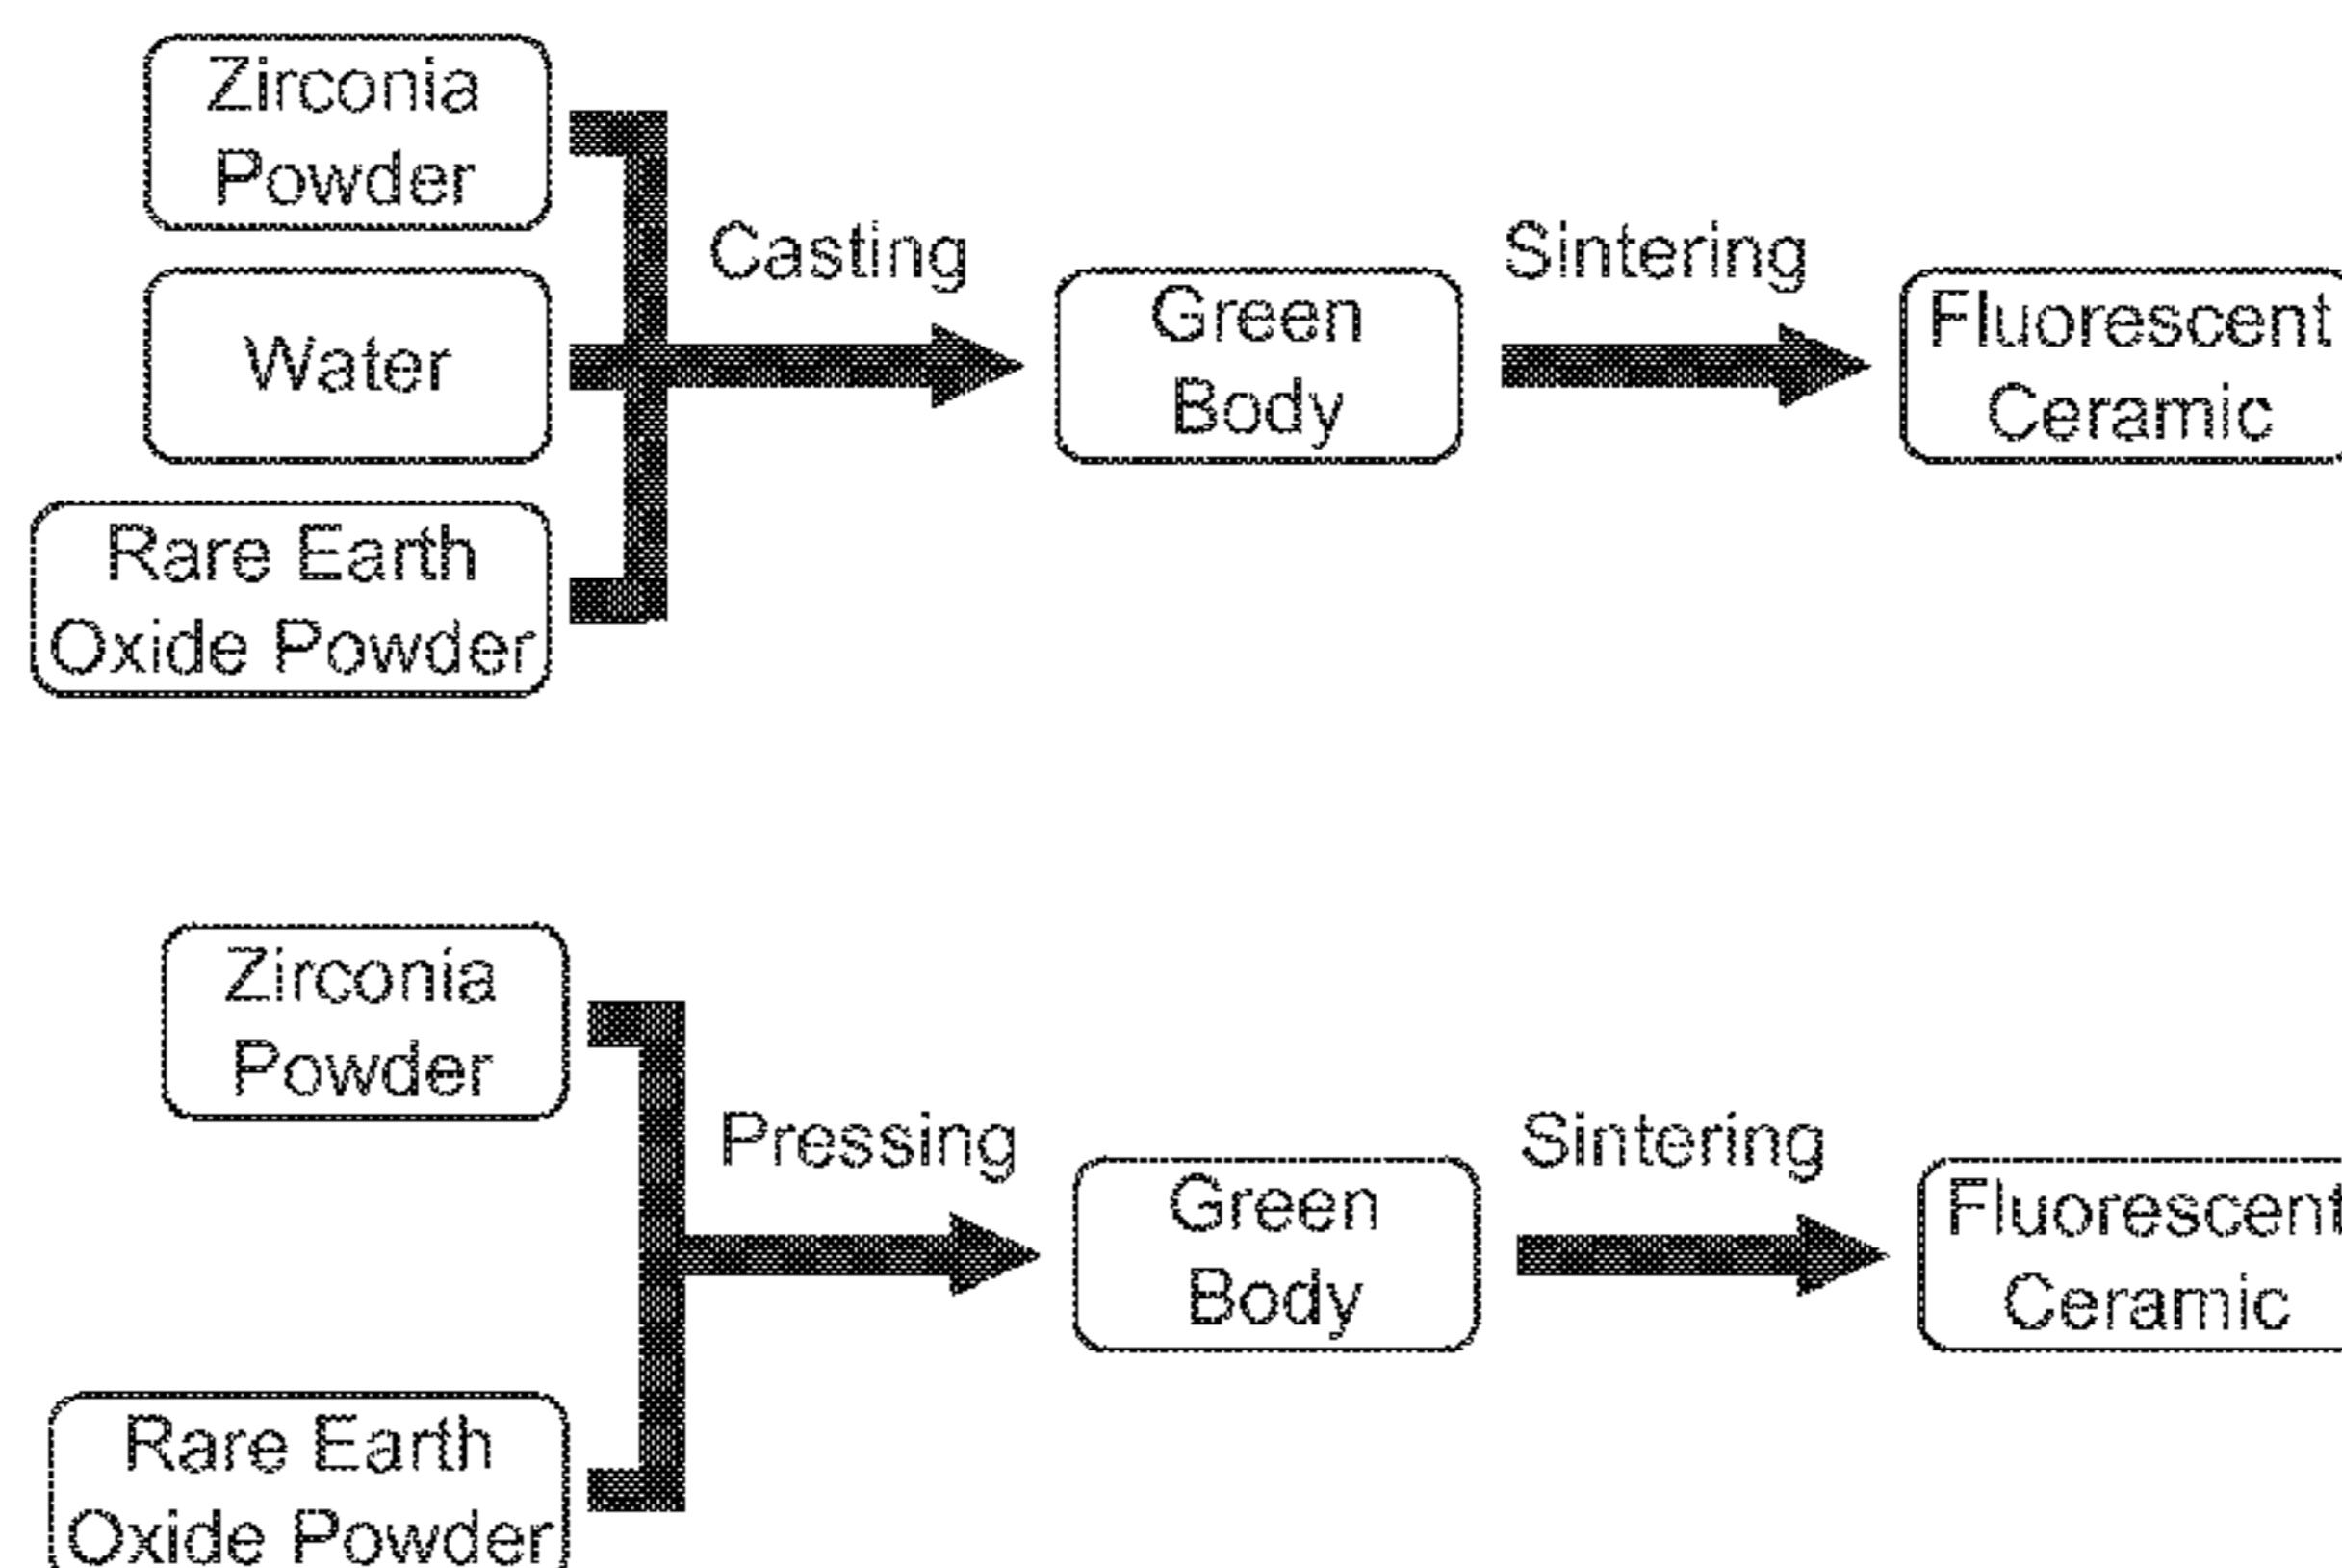 Zirconia
Powder
Water
Rare Earth
Oxide Powder
Casting
Green
Body
Sintering
Fluorescent
Ceramic
Zirconia
Powder
Rare Earth
Oxide Powder
Pressing
Green
Body
Sintering
Fluorescent
Ceramic